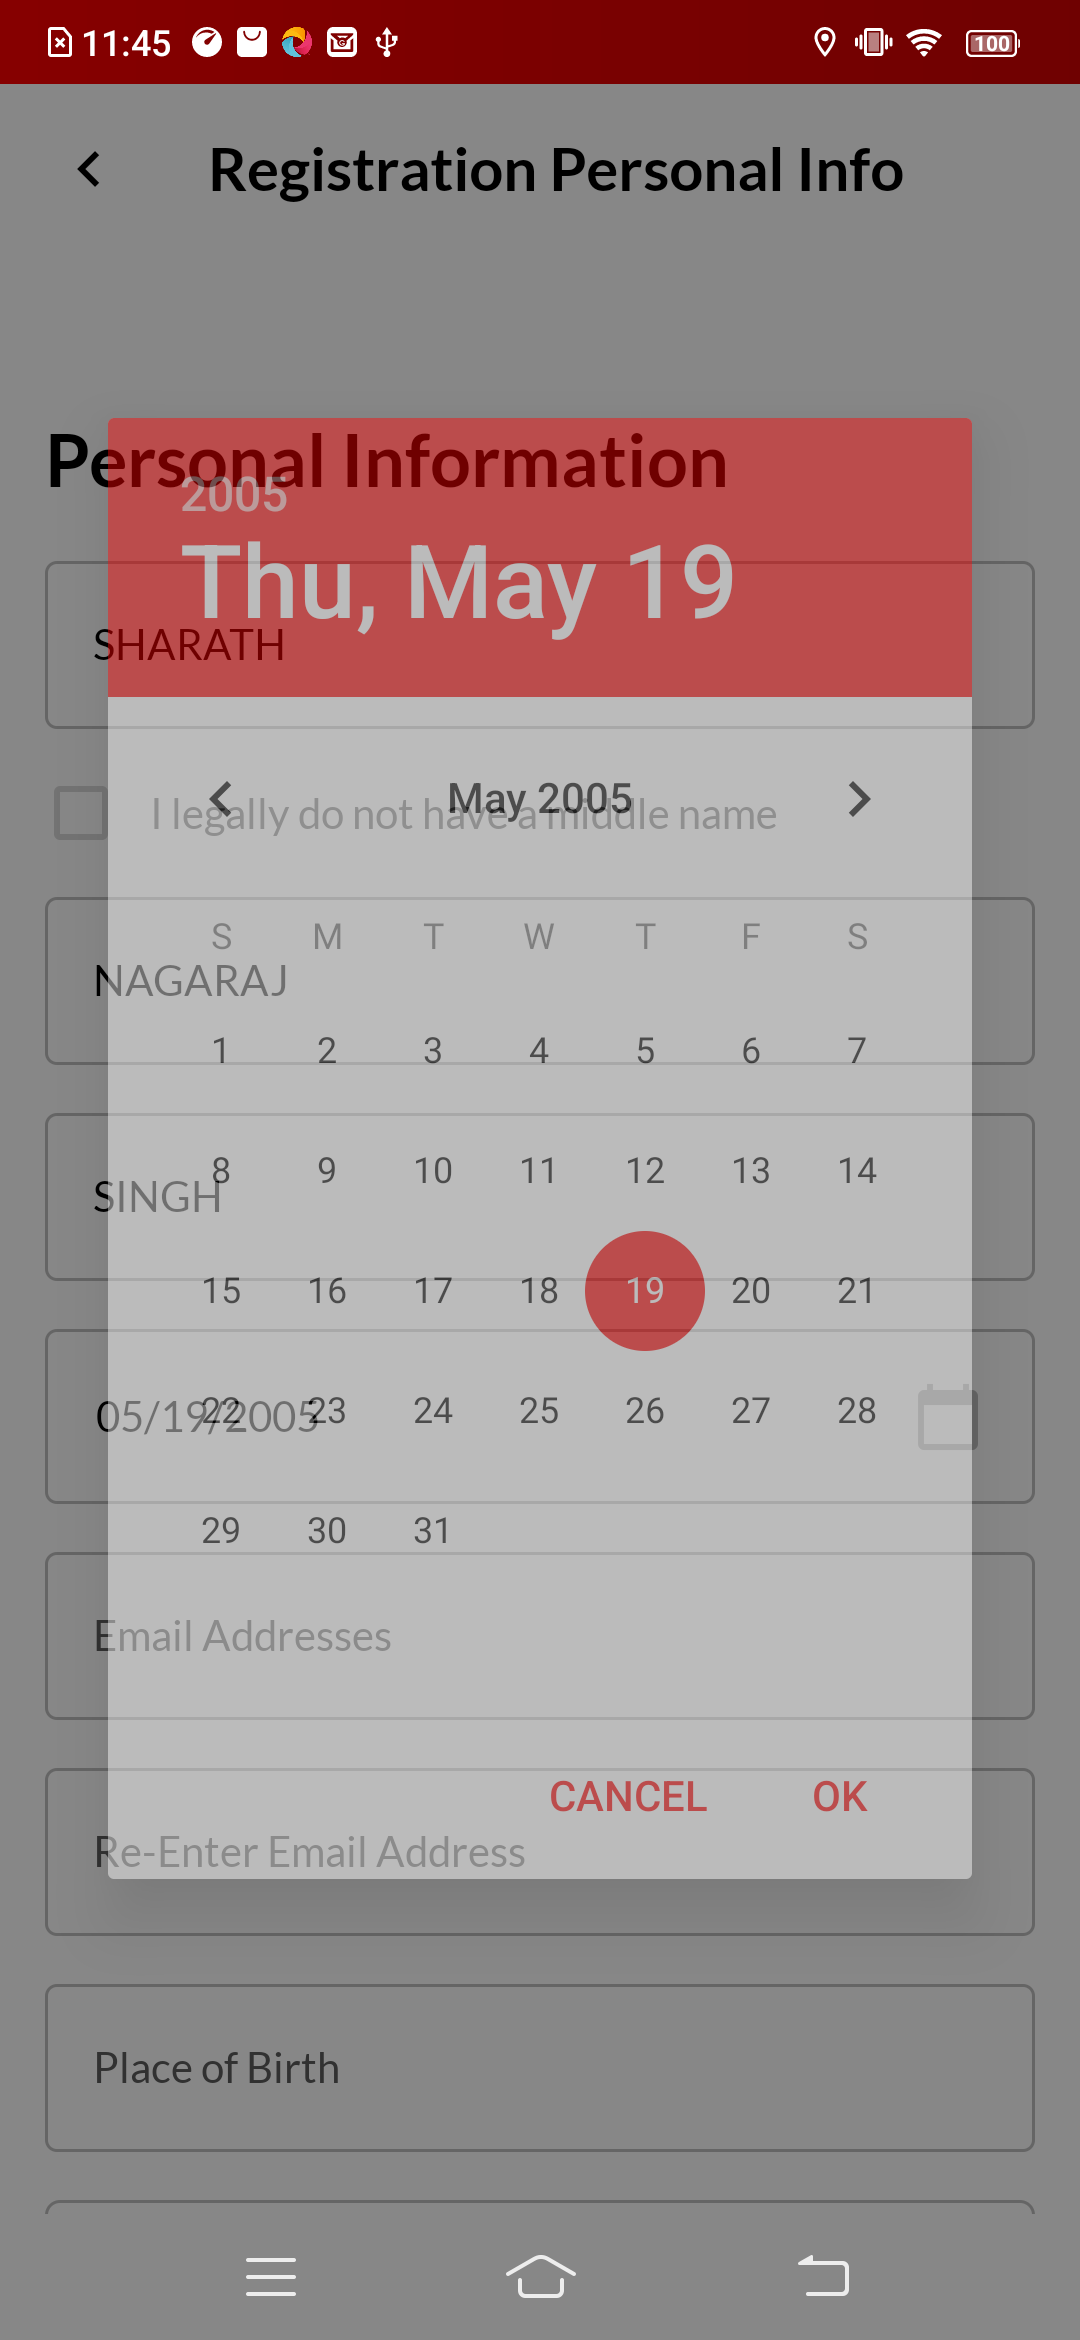 11:45
100
Registration Personal Info
Personal Information
2005
Thu, May 19
SHARATH
May 2005
I legally do not have a middle name
S M T W T F S
NAGARAJ
1 2 3 4 5 6 7
8 9 10 11 12 13 14
SINGH
15 16 17 18 19 20 21
22 23 24 25 26 27 28
05/19/2005
29 30 31
Email Addresses
CANCEL OK
Re-Enter Email Address
Place of Birth